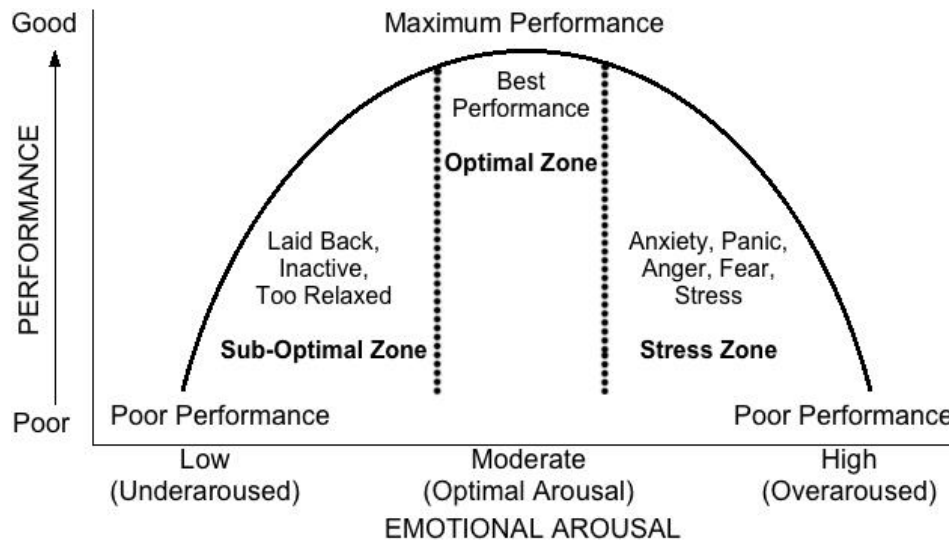 Good
Maximum Performance
Best
Performance
Optimal Zone
PERFORMANCE
Laid Back,
Inactive,
Too Relaxed
Sub-Optimal Zone
Anxiety, Panic,
Anger, Fear,
Stress
Stress Zone
Poor
Poor Performance
Poor Performance
Low
(Underaroused)
Moderate
(Optimal Arousal)
High
(Overaroused)
EMOTIONAL AROUSAL